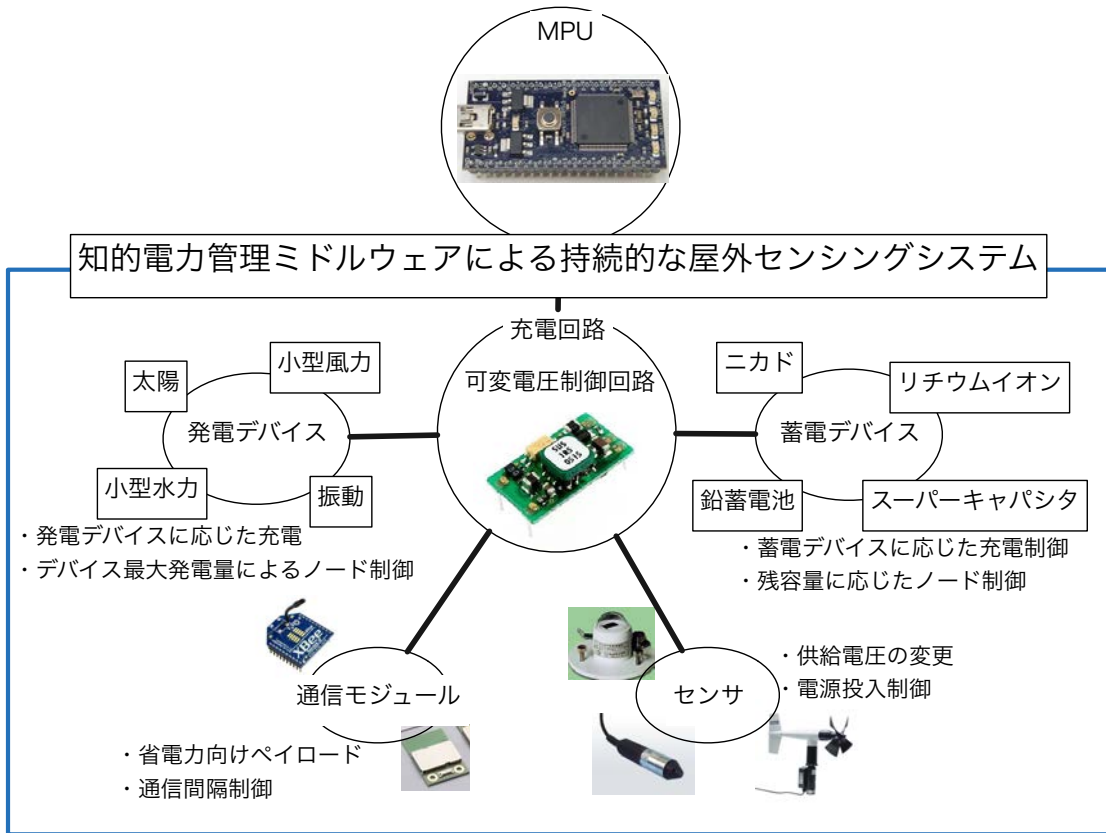 MPU
知的電力管理ミドルウェアによる持続的な屋外センシングシステム
充電回路
可変電圧制御回路
太陽
小型風力
発電デバイス
小型水力
振動
・発電デバイスに応じた充電
・デバイス最大発電量によるノード制御
ニカド
リチウムイオン
蓄電デバイス
鉛蓄電池
スーパーキャパシタ
・蓄電デバイスに応じた充電制御
・残容量に応じたノード制御
通信モジュール
・省電力向けペイロード
・通信間隔制御
センサ
・供給電圧の変更
・電源投入制御